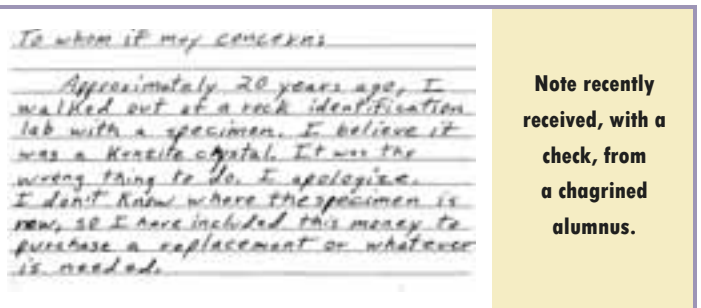 To whom it may concern:
Approximately 20 years ago, I
walked out of a rock identification
lab with a specimen. I believe it
was a Kunzite crystal. It was the
wrong thing to do. I apologize.
I don't know where the specimen is
now, so I have included this money to
purchase a replacement or whatever
is needed.
Note recently
received, with a
check, from
a chagrined
alumnus.